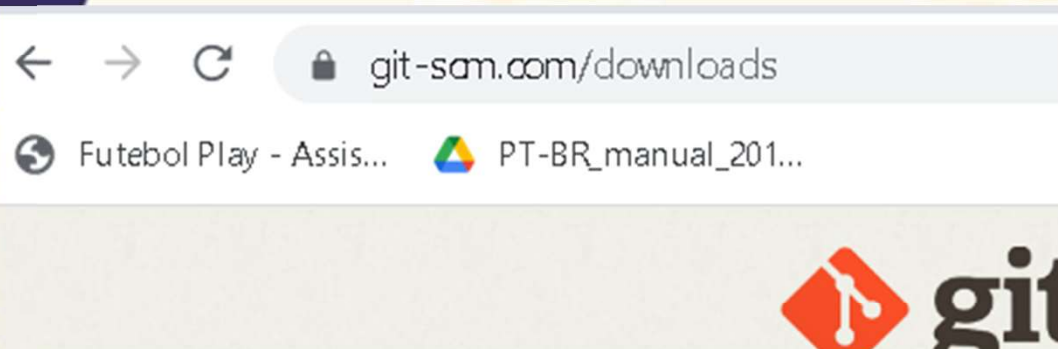 git-scm.com/downloads
Futebol Play - Assis... PT-BR_manual_201...
git